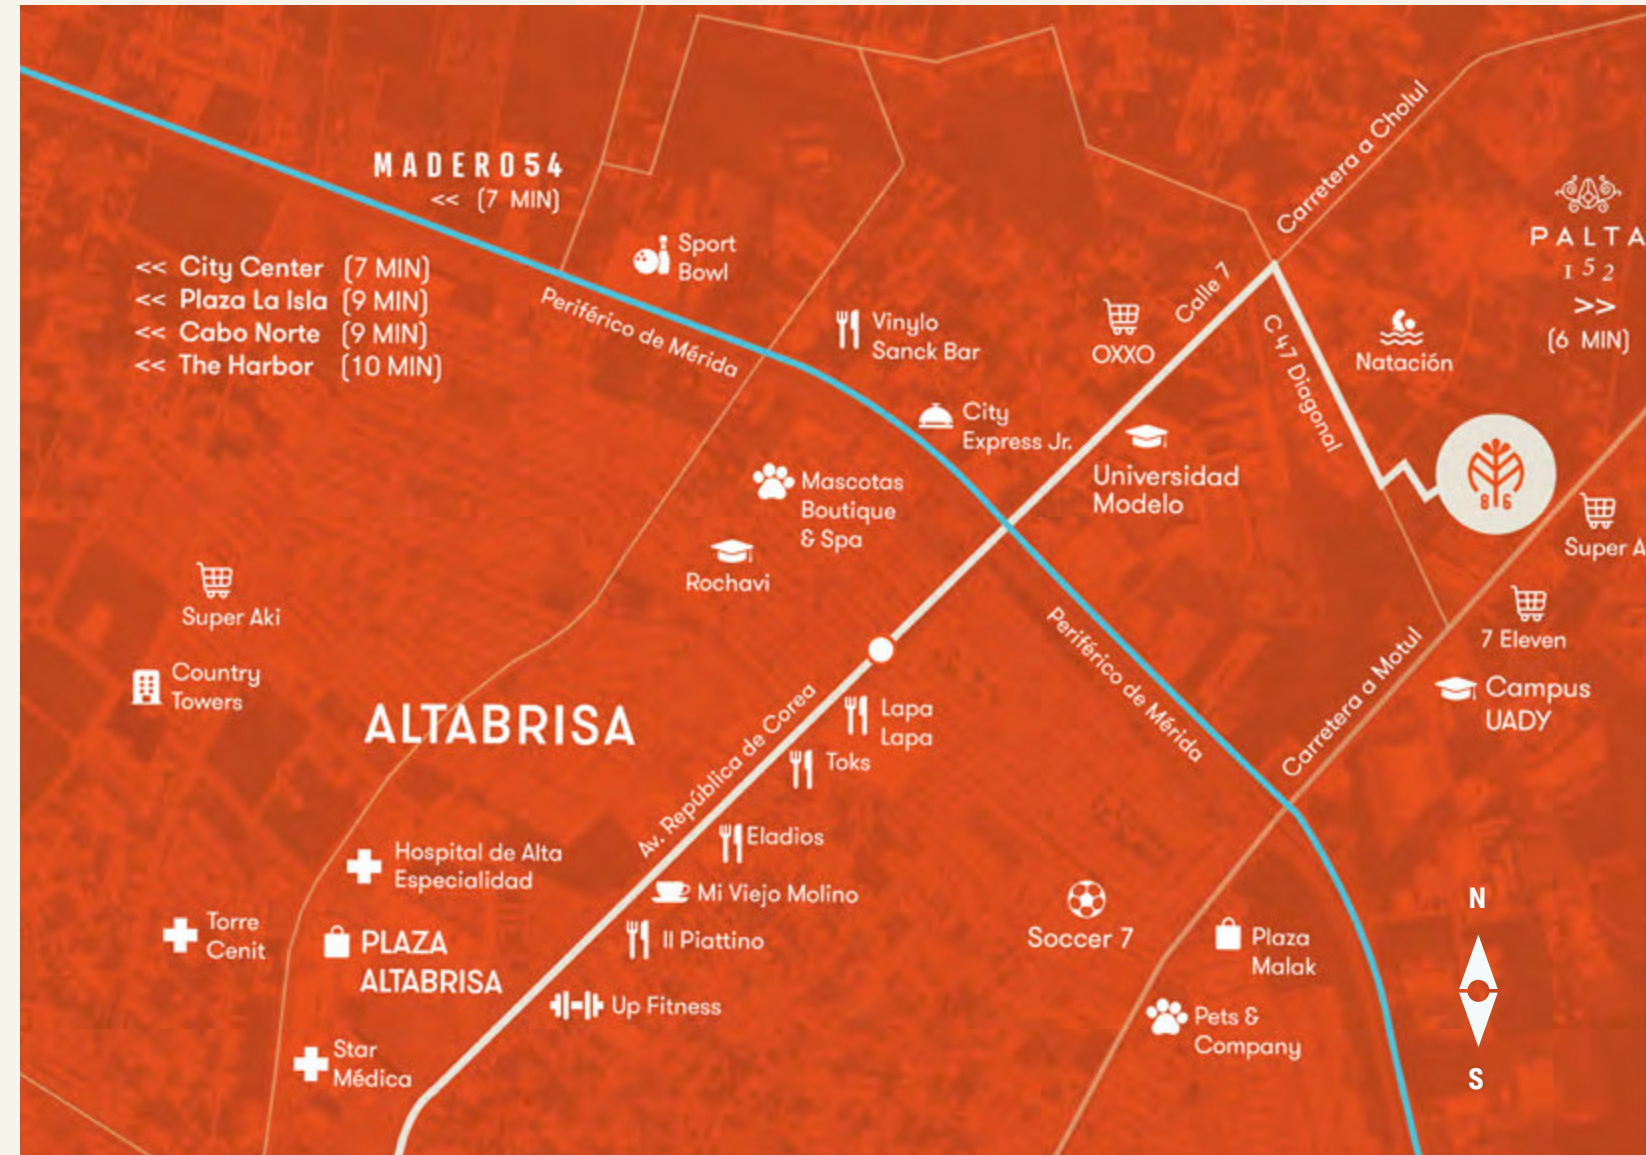 Carretera a Cholul
MADERO54
<< (7 MIN)
Sport
Bowl
PALTA
152
>>
(6 MIN)
<< City Center (7 MIN)
<< Plaza La Isla (9 MIN)
<< Cabo Norte (9 MIN)
<< The Harbor (10 MIN)
Periférico de Mérida
Vinylo
Sanck Bar
OXXO
Calle 7
C 47 Diagonal
Natación
City
Express Jr.
Universidad
Modelo
86
Mascotas
Boutique
& Spa
Rochavi
Super A
Super Aki
Country
Towers
ALTABRISA
Av. República de Corea
Lapa
Lapa
Toks
Eladios
Mi Viejo Molino
Il Piattino
Up Fitness
Periférico de Mérida
Carretera a Motul
7 Eleven
Campus
UADY
Hospital de Alta
Especialidad
Torre
Cenit
PLAZA
ALTABRISA
Star
Médica
Soccer 7
Plaza
Malak
Pets &
Company
N
S